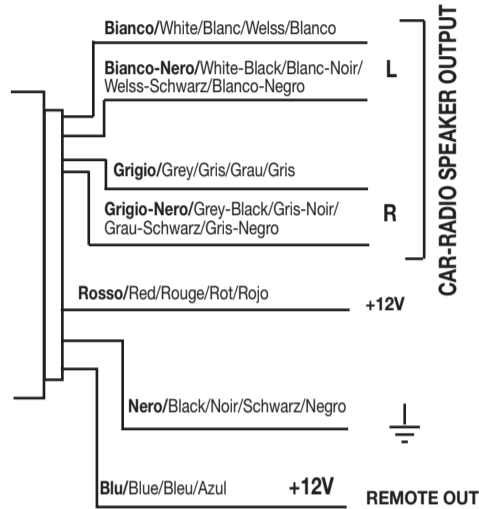 Bianco/White/Blanc/Welss/Blanco
Bianco-Nero/White-Black/Blanc-Noir/
Welss-Schwarz/Blanco-Negro
L
Grigio/Grey/Gris/Grau/Gris
Grigio-Nero/Grey-Black/Gris-Noir/
Grau-Schwarz/Gris-Negro
R
CAR-RADIO SPEAKER OUTPUT
Rosso/Red/Rouge/Rot/Rojo
+12V
Nero/Black/Noir/Schwarz/Negro
Blu/Blue/Bleu/Azul
+12V
REMOTE OUT